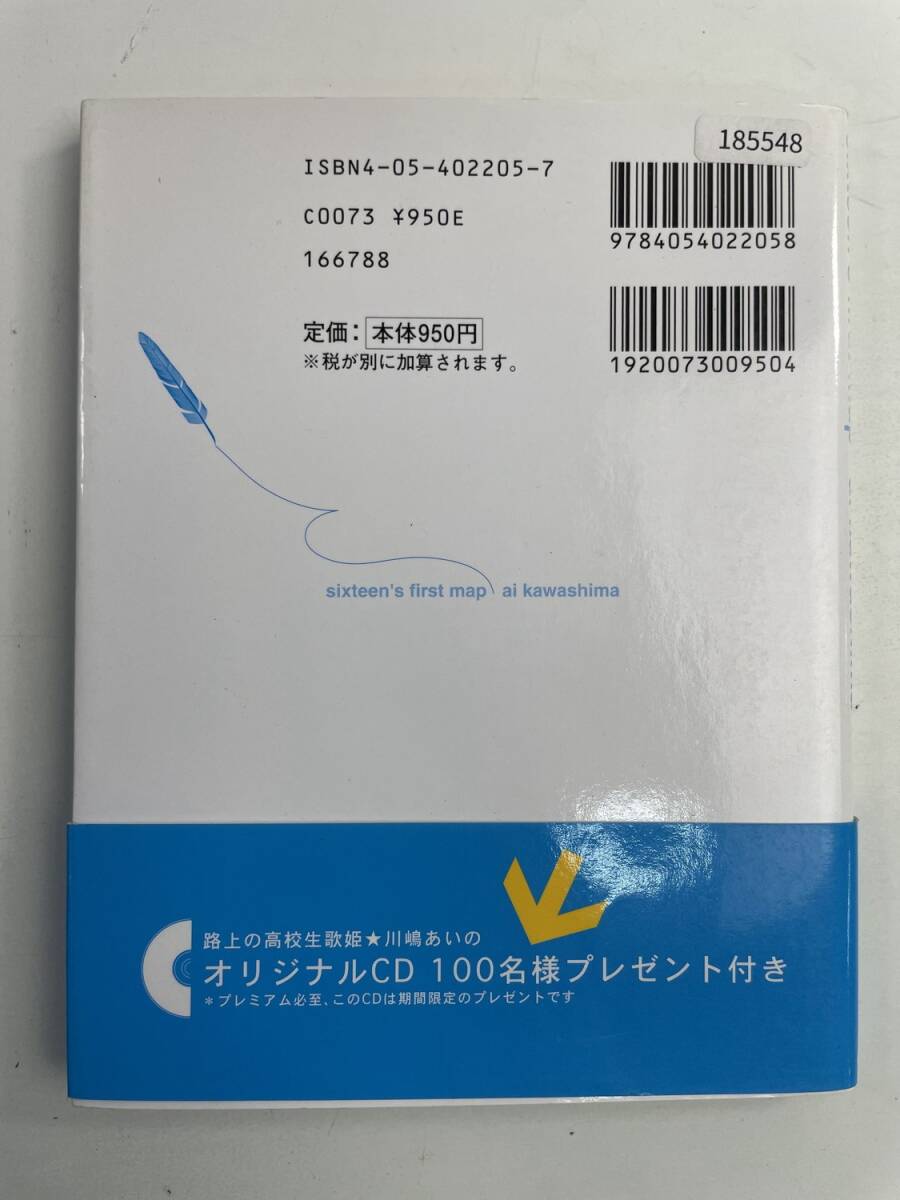 185548
ISBN4-05-402205-7
C0073 ¥950E
166788
9784054022058
定価：本体950円
※税が別に加算されます。
1920073009504
sixteen's first map ai kawashima
路上の高校生歌姫★川嶋あいの
オリジナルCD 100名様プレゼント付き
＊プレミアム必至、このCDは期間限定のプレゼントです